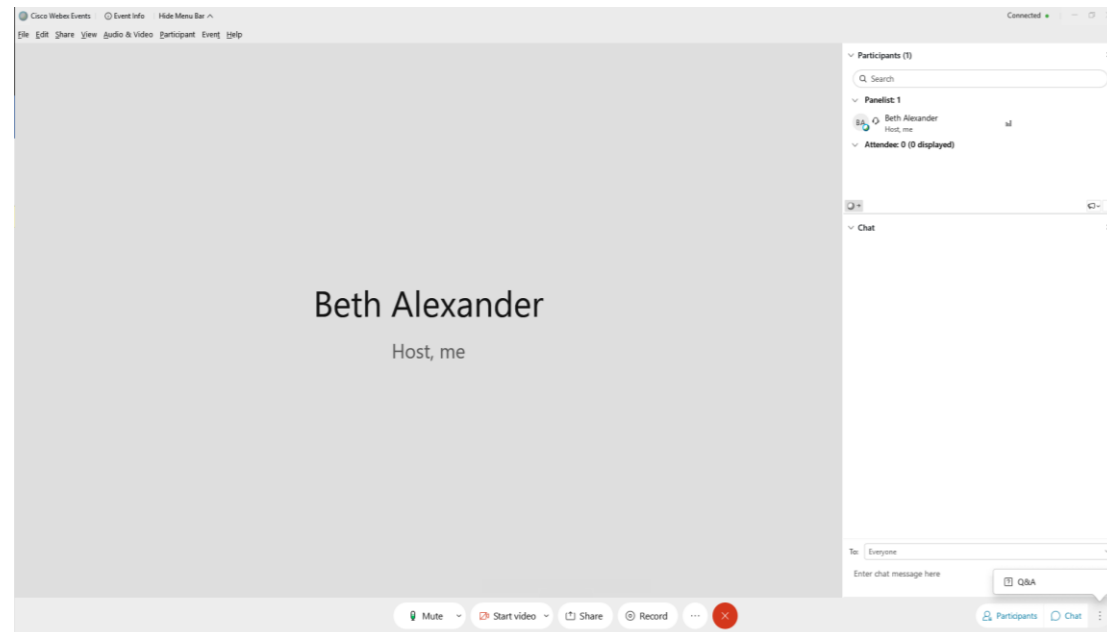 Cisco Webex Events Event Info Hide Menu Bar Connected
File Edit Share View Audio & Video Participant Event Help
Participants (1)
Search
Panelist: 1
BA Beth Alexander
Host, me
Attendee: 0 (0 displayed)
Chat
Beth Alexander
Host, me
To: Everyone
Enter chat message here
Q&A
Mute Start video Share Record Participants Chat